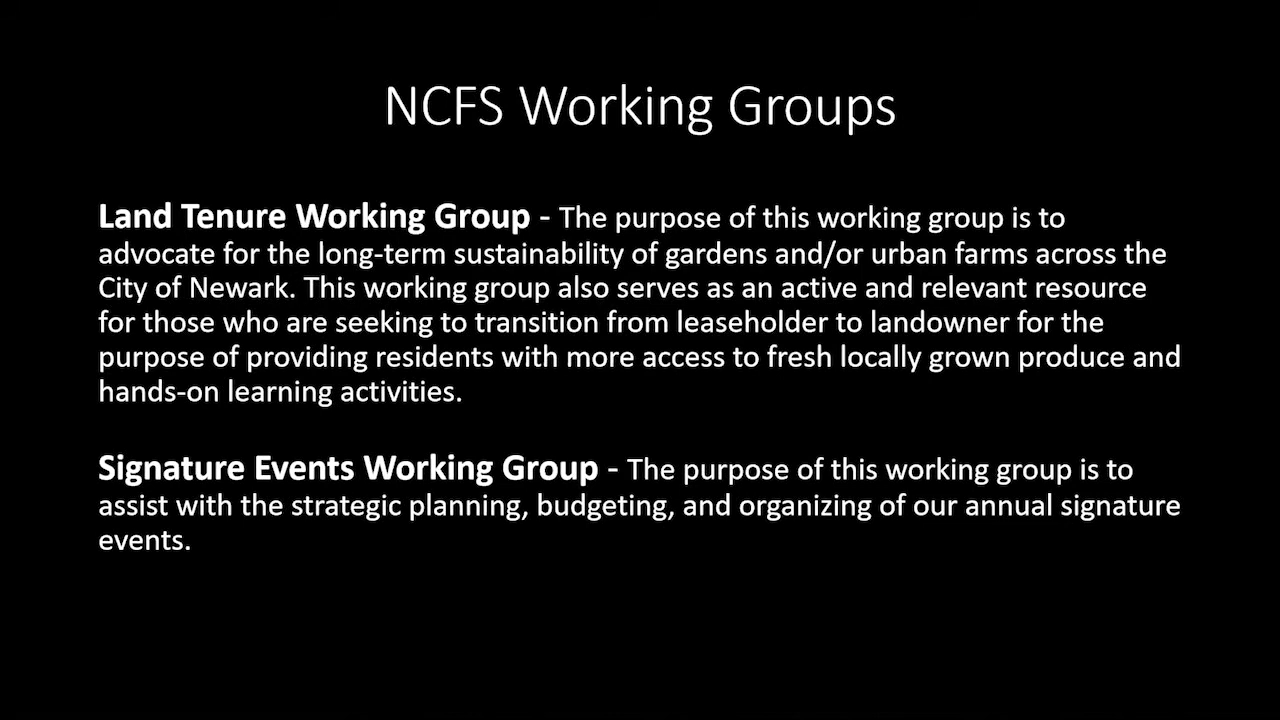 NCFS Working Groups
Land Tenure Working Group - The purpose of this working group is to
advocate for the long-term sustainability of gardens and/or urban farms across the
City of Newark. This working group also serves as an active and relevant resource
for those who are seeking to transition from leaseholder to landowner for the
purpose of providing residents with more access to fresh locally grown produce and
hands-on learning activities.
Signature Events Working Group - The purpose of this working group is to
assist with the strategic planning, budgeting, and organizing of our annual signature
events.